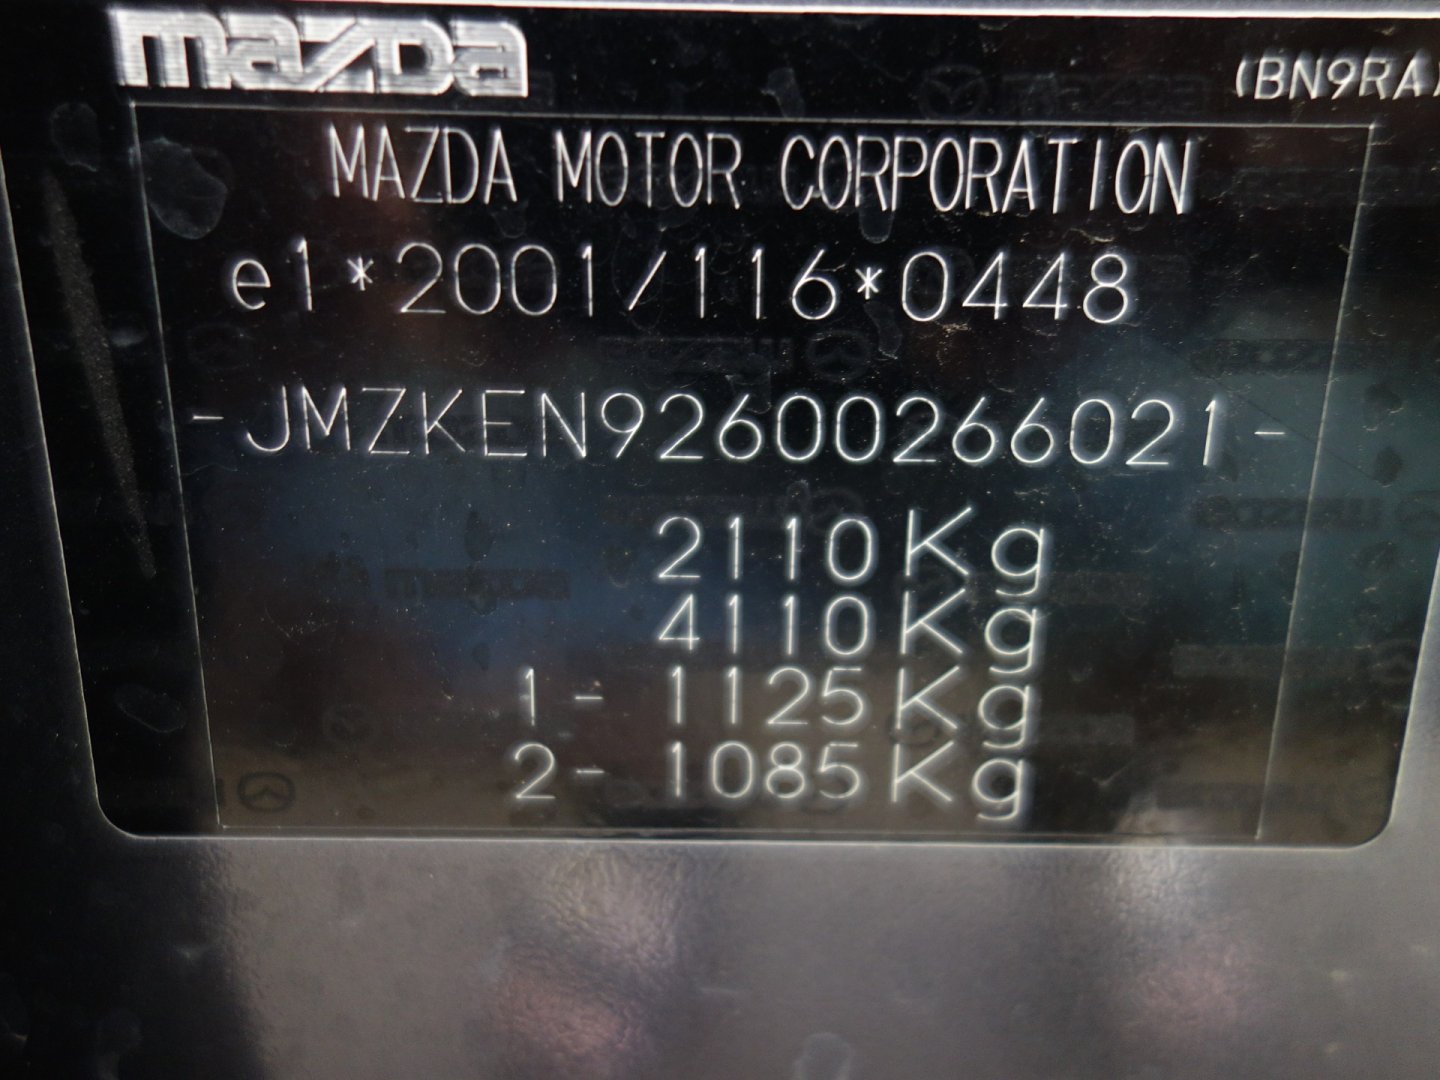 mazda
(BN9RA)
MAZDA MOTOR CORPORATION
e1*2001/116*0448
-JMZKEN92600266021-
2110Kg
4110Kg
1- 1125Kg
2- 1085Kg